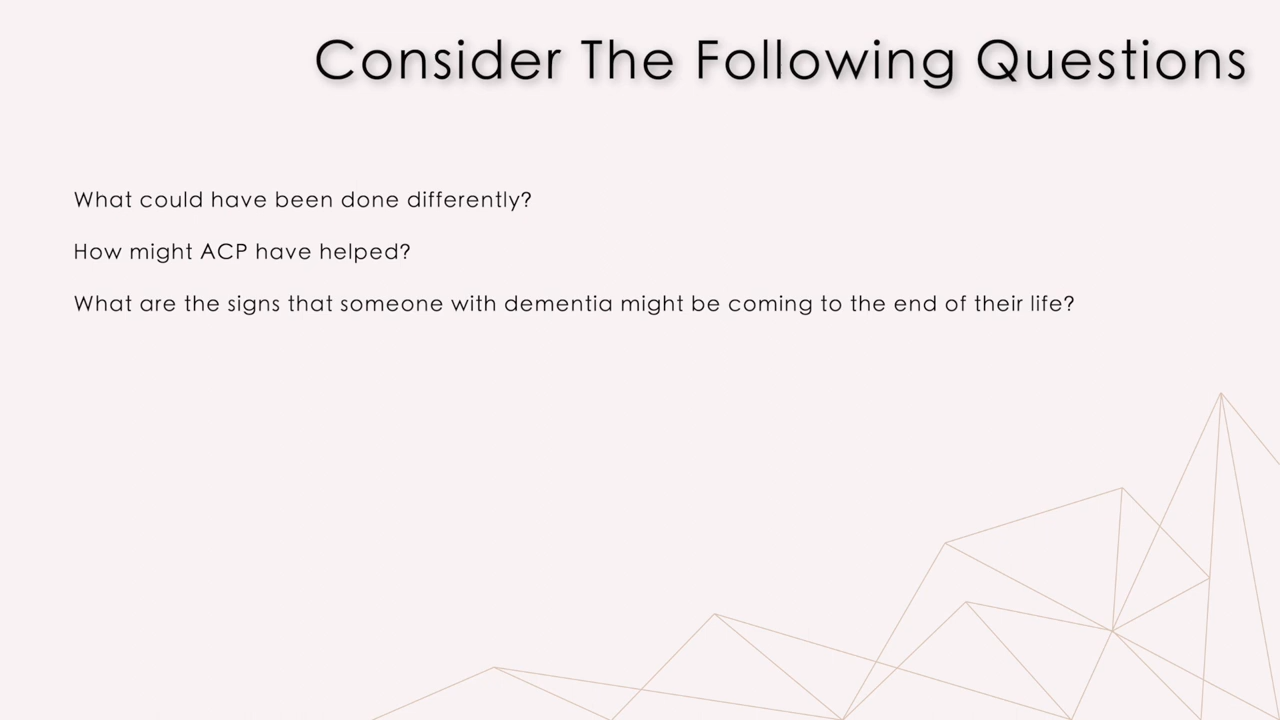 Consider The Following Questions
What could have been done differently?
How might ACP have helped?
What are the signs that someone with dementia might be coming to the end of their life?